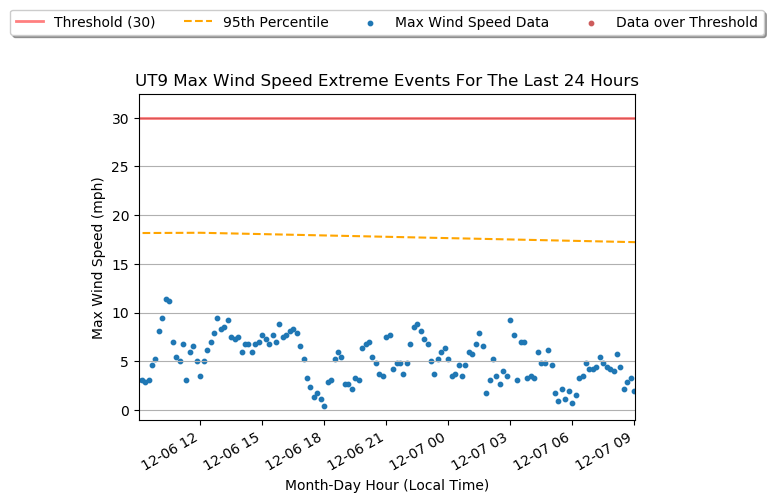 Threshold (30) 95th Percentile Max Wind Speed Data Data over Threshold
UT9 Max Wind Speed Extreme Events For The Last 24 Hours
Max Wind Speed (mph)
30
25
20
15
10
5
0
12-06 12 12-06 15 12-06 18 12-06 21 12-07 00 12-07 03 12-07 06 12-07 09
Month-Day Hour (Local Time)